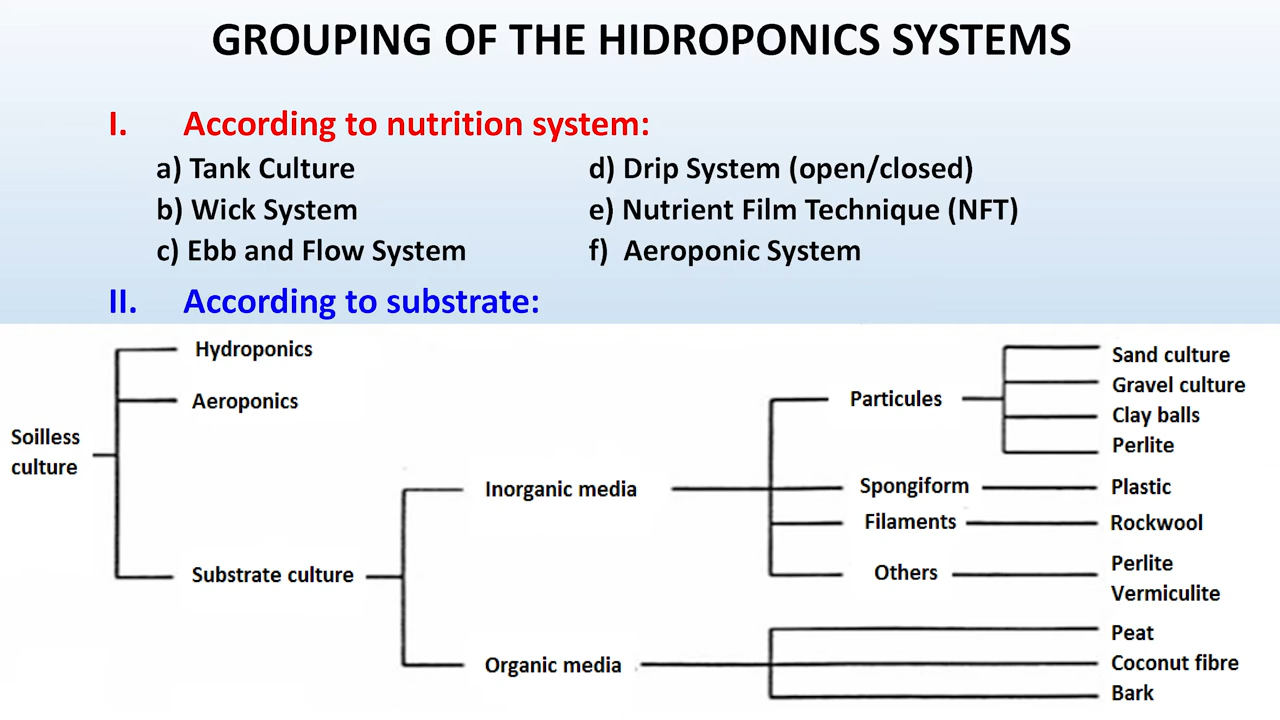 GROUPING OF THE HIDROPONICS SYSTEMS
I. According to nutrition system:
a) Tank Culture
b) Wick System
c) Ebb and Flow System
d) Drip System (open/closed)
e) Nutrient Film Technique (NFT)
f) Aeroponic System
II. According to substrate:
Soilless
culture
Hydroponics
Aeroponics
Substrate culture
Inorganic media
Organic media
Particules
Spongiform
Filaments
Others
Sand culture
Gravel culture
Clay balls
Perlite
Plastic
Rockwool
Perlite
Vermiculite
Peat
Coconut fibre
Bark